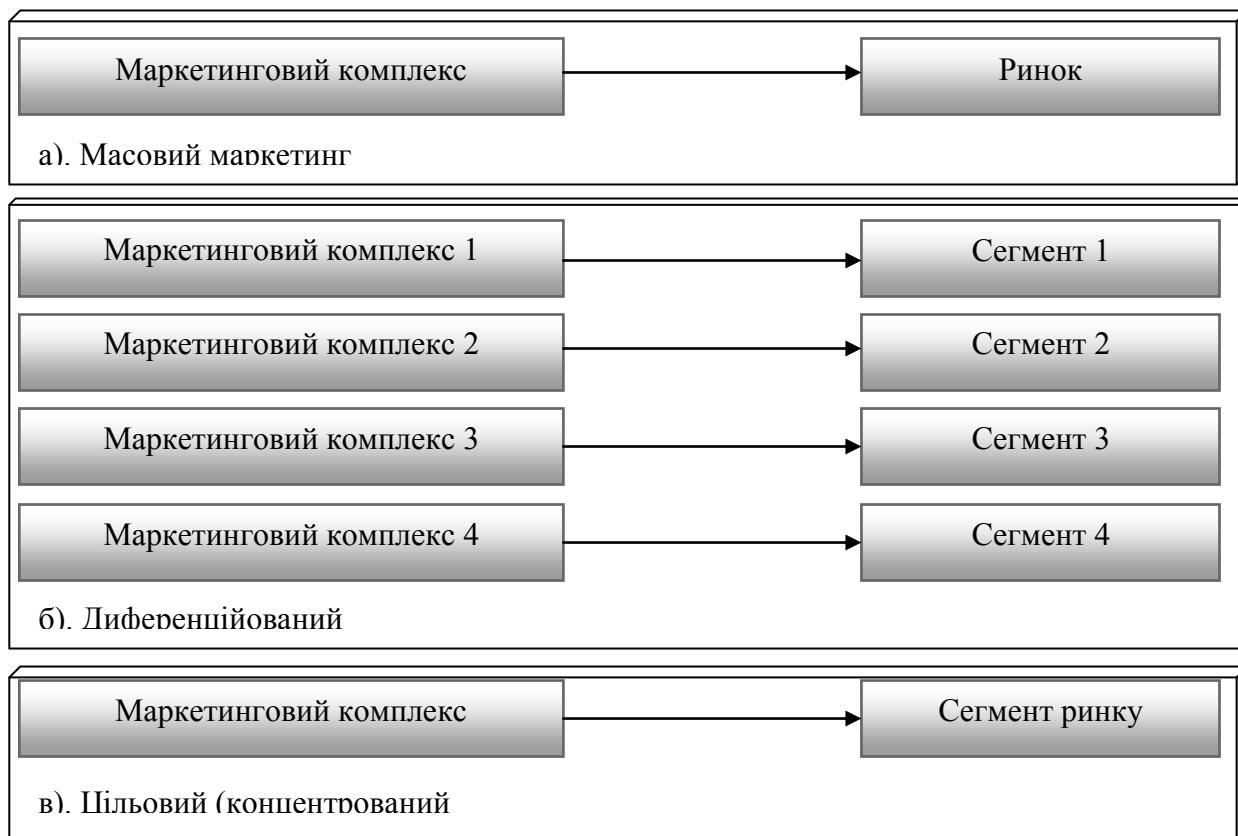 Маркетинговий комплекс Ринок
а). Масовий маркетинг
Маркетинговий комплекс 1 Сегмент 1
Маркетинговий комплекс 2 Сегмент 2
Маркетинговий комплекс 3 Сегмент 3
Маркетинговий комплекс 4 Сегмент 4
б). Диференційований
Маркетинговий комплекс Сегмент ринку
в). Цільовий (концентрований